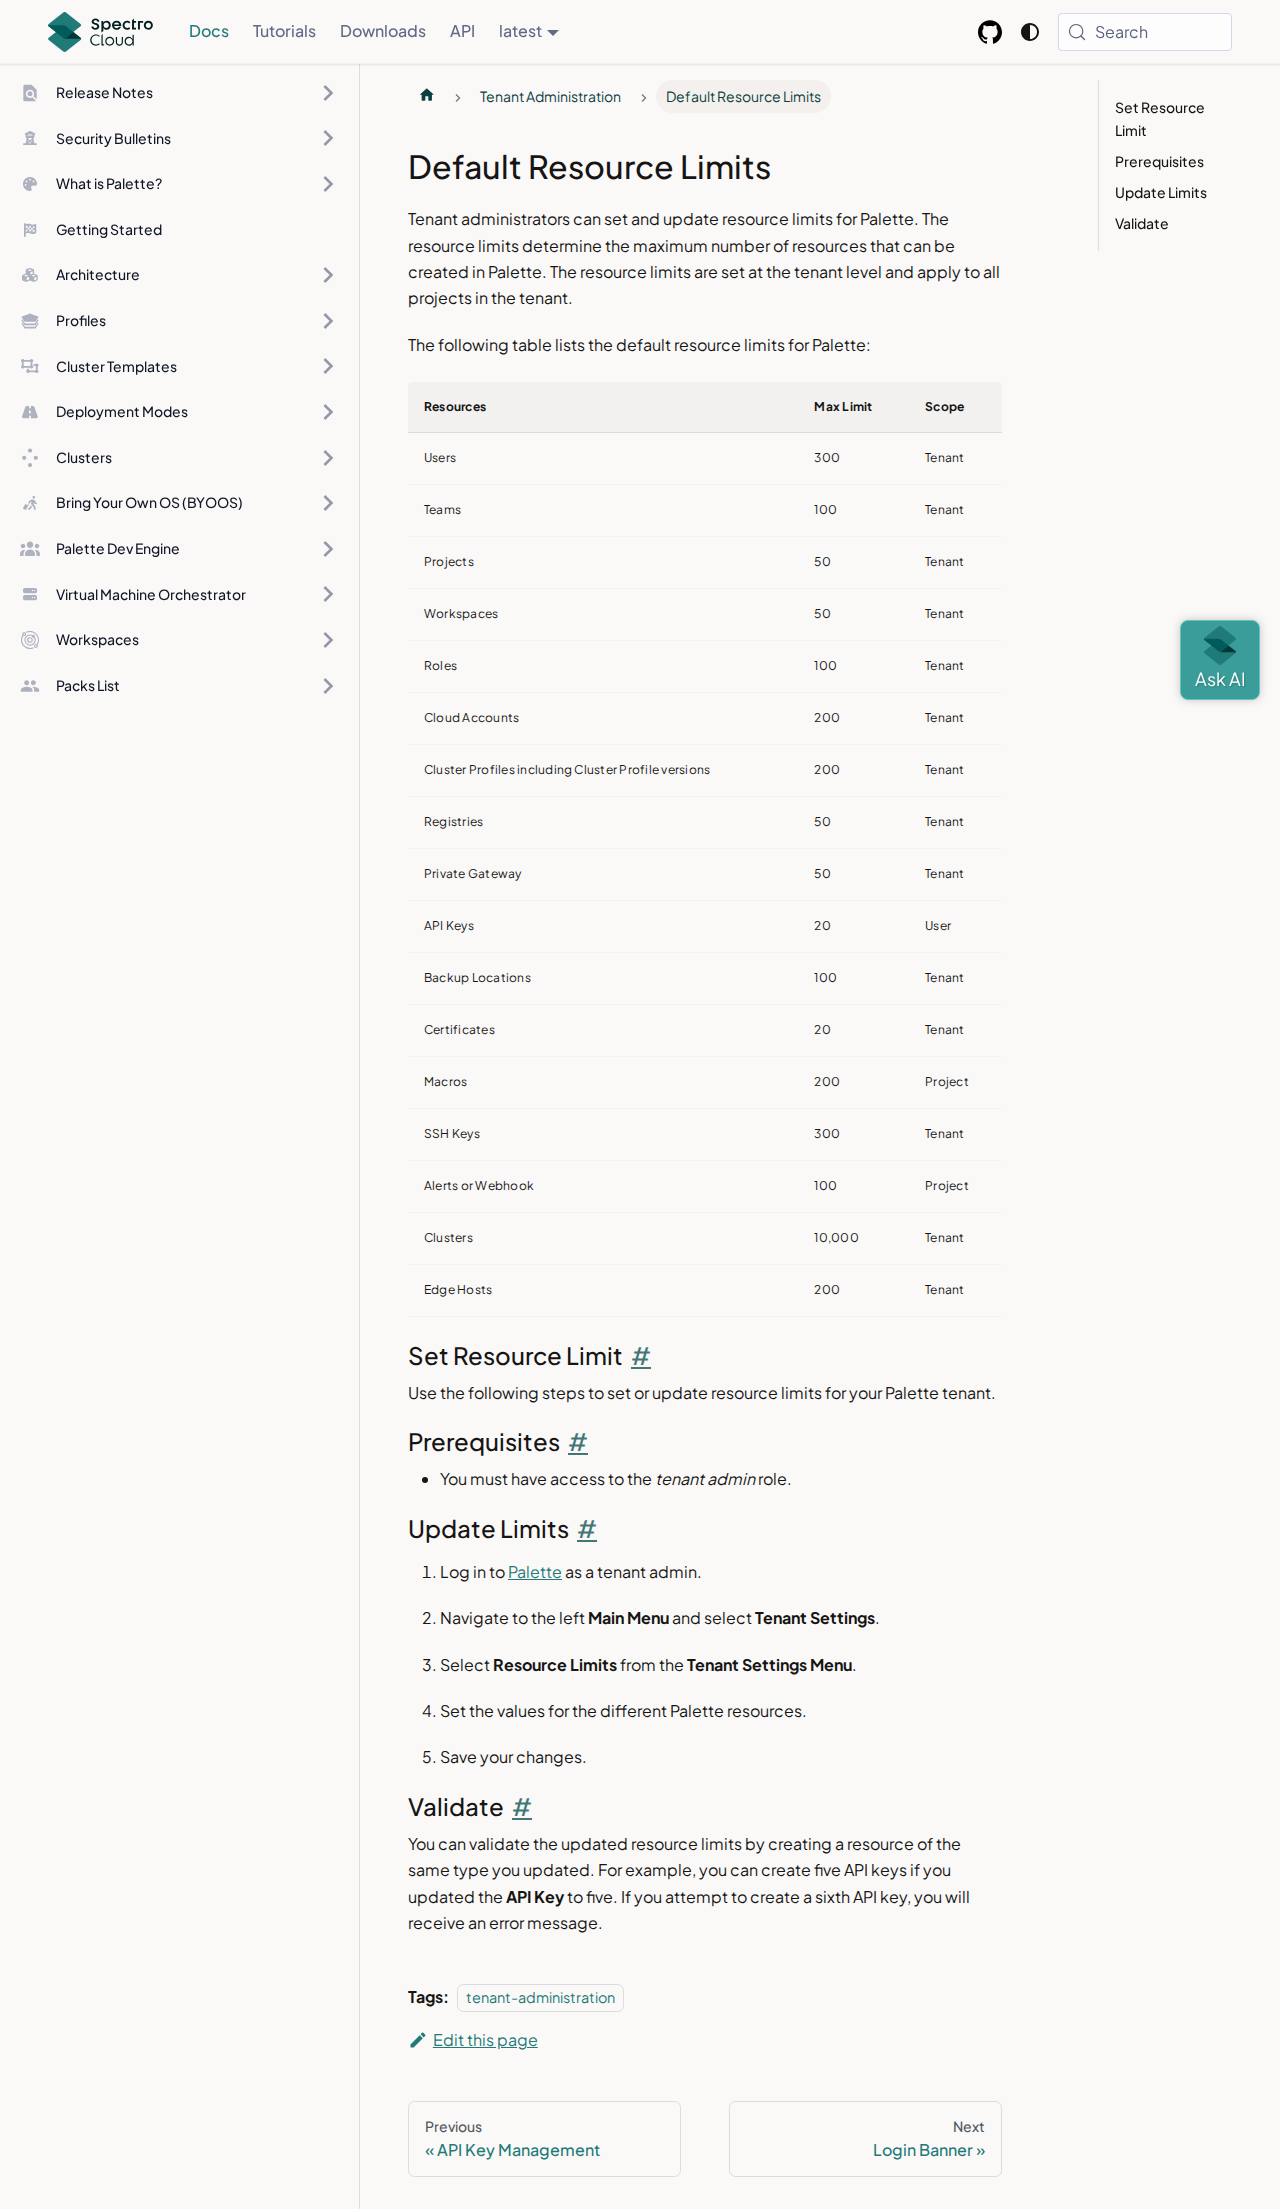 Spectro Cloud
Docs
Tutorials
Downloads
API
latest
Search
Release Notes
Security Bulletins
What is Palette?
Getting Started
Architecture
Profiles
Cluster Templates
Deployment Modes
Clusters
Bring Your Own OS (BYOOS)
Palette Dev Engine
Virtual Machine Orchestrator
Workspaces
Packs List
Tenant Administration
Default Resource Limits
Default Resource Limits
Tenant administrators can set and update resource limits for Palette. The
resource limits determine the maximum number of resources that can be
created in Palette. The resource limits are set at the tenant level and apply to all
projects in the tenant.
The following table lists the default resource limits for Palette:
Resources Max Limit Scope
Users 300 Tenant
Teams 100 Tenant
Projects 50 Tenant
Workspaces 50 Tenant
Roles 100 Tenant
Cloud Accounts 200 Tenant
Cluster Profiles including Cluster Profile versions 200 Tenant
Registries 50 Tenant
Private Gateway 50 Tenant
API Keys 20 User
Backup Locations 100 Tenant
Certificates 20 Tenant
Macros 200 Project
SSH Keys 300 Tenant
Alerts or Webhook 100 Project
Clusters 10,000 Tenant
Edge Hosts 200 Tenant
Set Resource Limit #
Use the following steps to set or update resource limits for your Palette tenant.
Prerequisites #
• You must have access to the tenant admin role.
Update Limits #
1. Log in to Palette as a tenant admin.
2. Navigate to the left Main Menu and select Tenant Settings.
3. Select Resource Limits from the Tenant Settings Menu.
4. Set the values for the different Palette resources.
5. Save your changes.
Validate #
You can validate the updated resource limits by creating a resource of the
same type you updated. For example, you can create five API keys if you
updated the API Key to five. If you attempt to create a sixth API key, you will
receive an error message.
Tags: tenant-administration
Edit this page
Previous
« API Key Management
Next
Login Banner »
Set Resource
Limit
Prerequisites
Update Limits
Validate
Ask AI